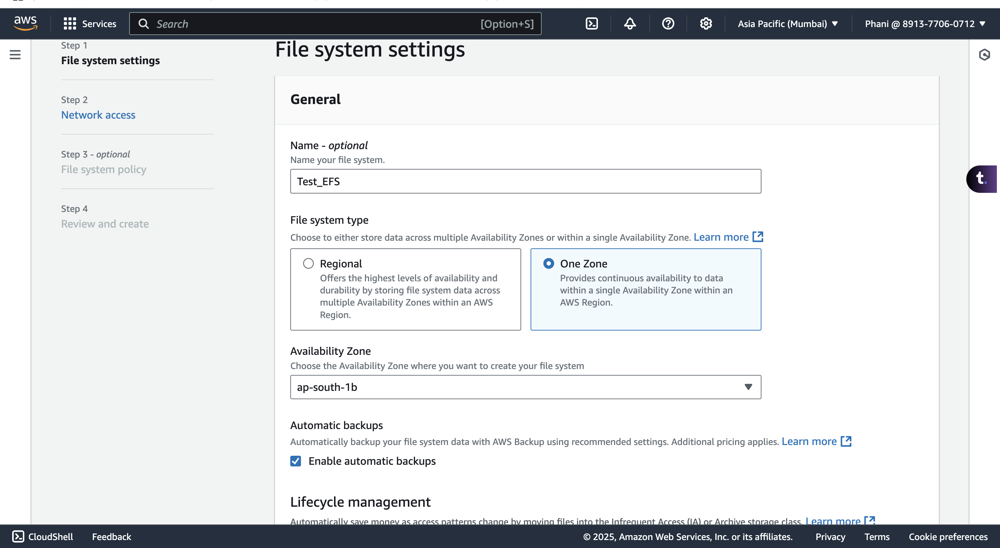 aws
Services
Search
[Option+S]
Asia Pacific (Mumbai)
Phani @ 8913-7706-0712
Step 1
File system settings
Step 2
Network access
Step 3 - optional
File system policy
Step 4
Review and create
File system settings
General
Name - optional
Name your file system.
Test_EFS
File system type
Choose to either store data across multiple Availability Zones or within a single Availability Zone. Learn more
Regional
Offers the highest levels of availability and
durability by storing file system data across
multiple Availability Zones within an AWS
Region.
One Zone
Provides continuous availability to data
within a single Availability Zone within an
AWS Region.
Availability Zone
Choose the Availability Zone where you want to create your file system
ap-south-1b
Automatic backups
Automatically backup your file system data with AWS Backup using recommended settings. Additional pricing applies. Learn more
Enable automatic backups
Lifecycle management
Automatically save money as access patterns change by moving files into the Infrequent Access (IA) or Archive storage class. Learn more
t.
CloudShell
Feedback
© 2025, Amazon Web Services, Inc. or its affiliates.
Privacy
Terms
Cookie preferences